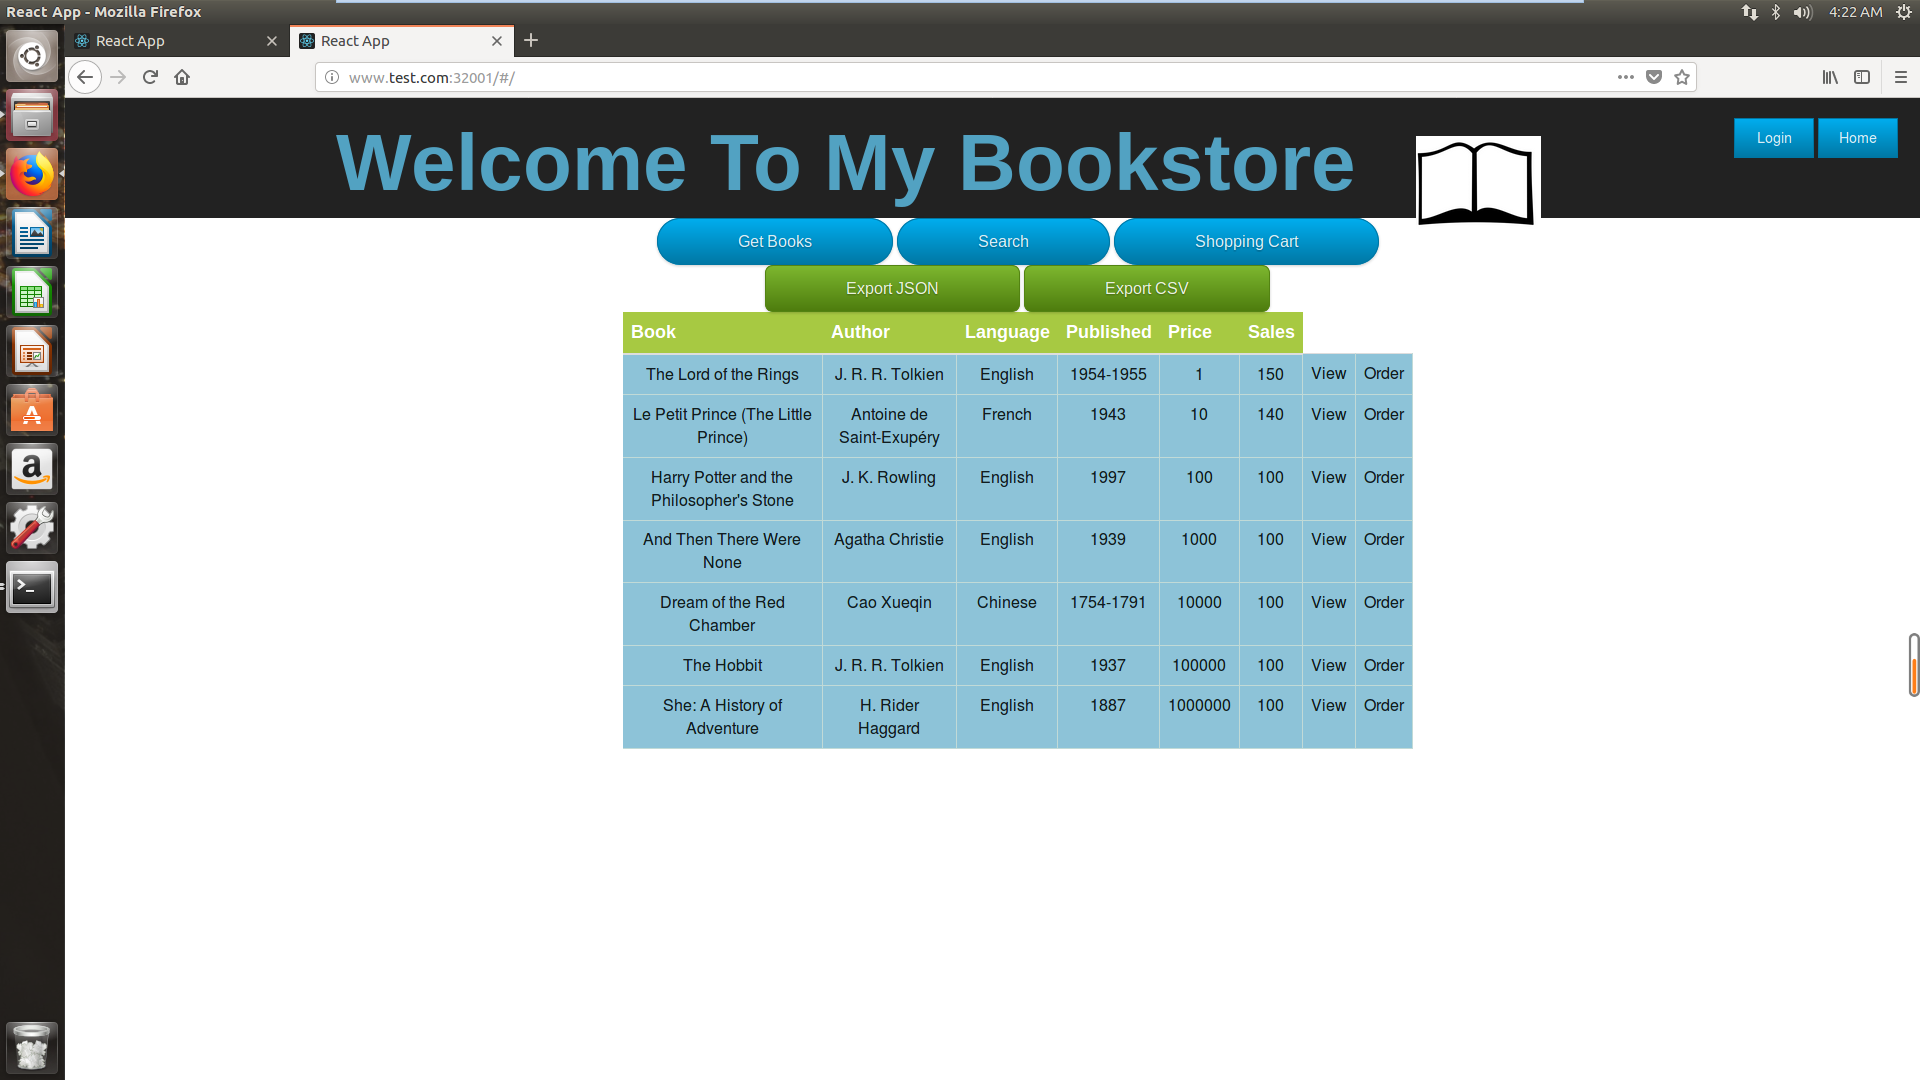 React App - Mozilla Firefox
4:22 AM
React App
React App
www.test.com:32001/#/
Welcome To My Bookstore
Login
Home
Get Books
Search
Shopping Cart
Export JSON
Export CSV
Book Author Language Published Price Sales
The Lord of the Rings J. R. R. Tolkien English 1954-1955 1 150 View Order
Le Petit Prince (The Little Antoine de French 1943 10 140 View Order
Prince) Saint-Exupéry
Harry Potter and the J. K. Rowling English 1997 100 100 View Order
Philosopher's Stone
And Then There Were Agatha Christie English 1939 1000 100 View Order
None
Dream of the Red Cao Xueqin Chinese 1754-1791 10000 100 View Order
Chamber
The Hobbit J. R. R. Tolkien English 1937 100000 100 View Order
She: A History of H. Rider English 1887 1000000 100 View Order
Adventure Haggard